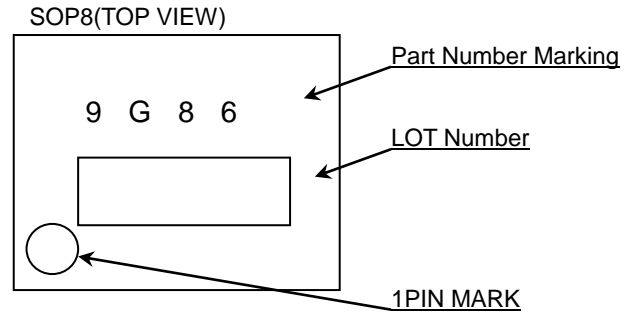 SOP8(TOP VIEW)
Part Number Marking
9 G 8 6
LOT Number
1PIN MARK